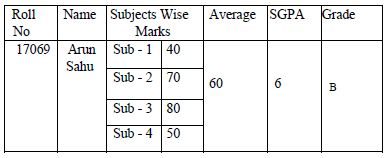 Roll No Name Subjects Wise Marks Average SGPA Grade
17069 Arun Sahu Sub - 1 40 60 6 B
Sub - 2 70
Sub - 3 80
Sub - 4 50